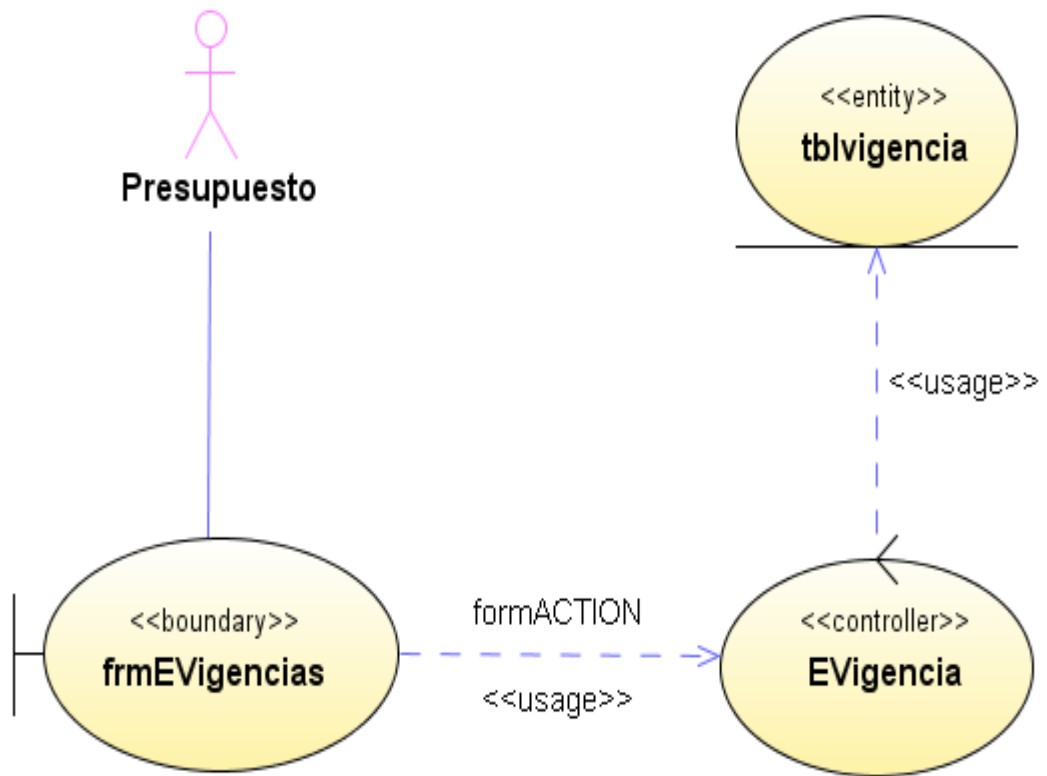 Presupuesto
<<entity>>
tblvigencia
<<usage>>
<<boundary>>
frmEVigencias
formACTION
<<usage>>
<<controller>>
EVigencia